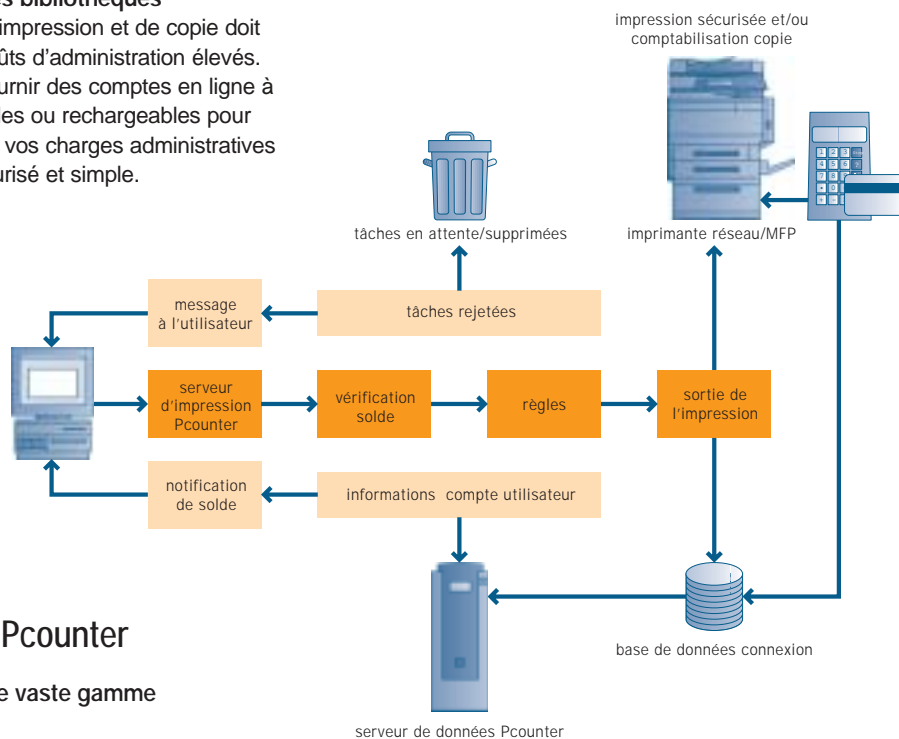 es bibliothèques
impression et de copie doit
ûts d'administration élevés.
urnir des comptes en ligne à
les ou rechargeables pour
vos charges administratives
urisé et simple.
impression sécurisée et/ou
comptabilisation copie
tâches en attente/supprimées
imprimante réseau/MFP
message
à l'utilisateur
tâches rejetées
serveur
d'impression
Pcounter
vérification
solde
règles
sortie de
l'impression
notification
de solde
informations compte utilisateur
base de données connexion
serveur de données Pcounter
Pcounter
e vaste gamme